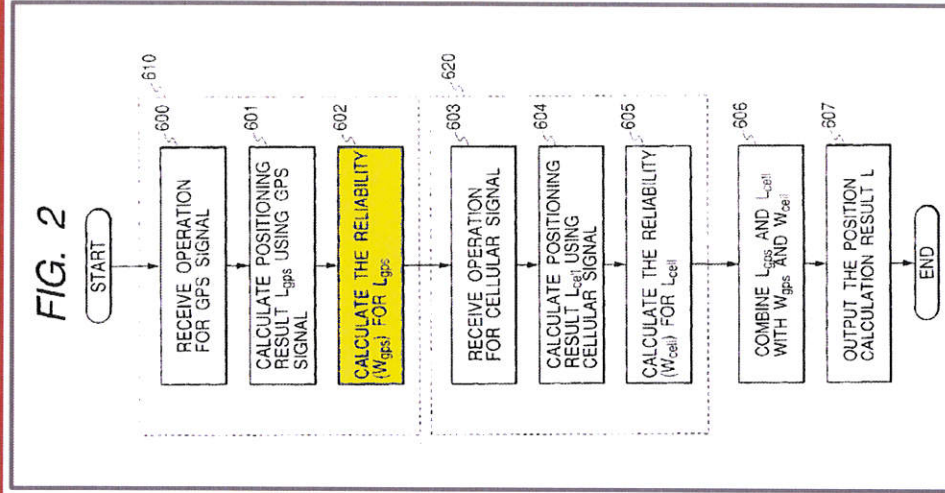 FIG. 2
START
610
600
RECEIVE OPERATION
FOR GPS SIGNAL
601
CALCULATE POSITIONING
RESULT Lgps USING GPS
SIGNAL
602
CALCULATE THE RELIABILITY
(Wgps) FOR Lgps
620
603
RECEIVE OPERATION
FOR CELLULAR SIGNAL
604
CALCULATE POSITIONING
RESULT Lcell USING
CELLULAR SIGNAL
605
CALCULATE THE RELIABILITY
(Wcell) FOR Lcell
606
COMBINE Lgps AND Lcell
WITH Wgps AND Wcell
607
OUTPUT THE POSITION
CALCULATION RESULT L
END